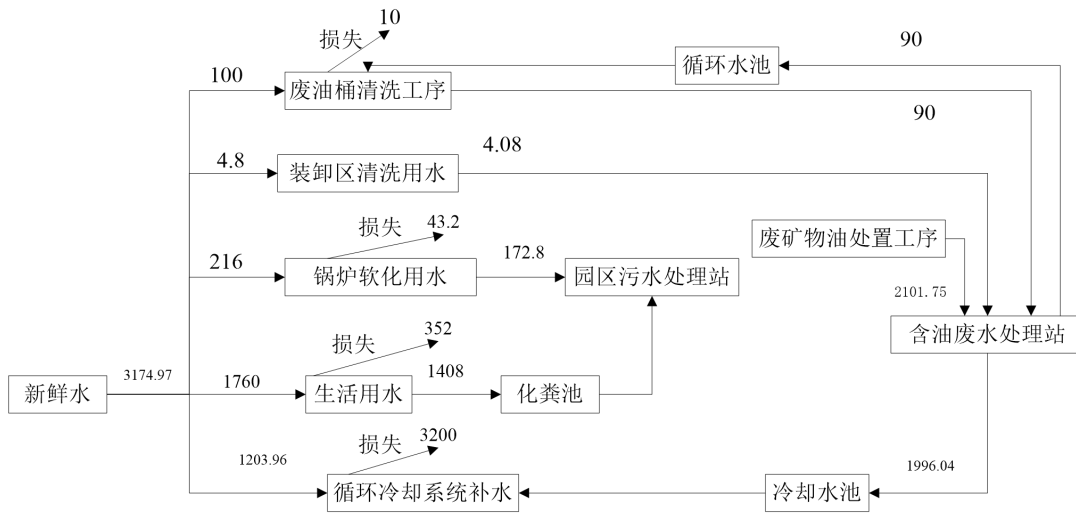 10
损失
90
循环水池
100
废油桶清洗工序
90
4.8
装卸区清洗用水
4.08
损失
43.2
废矿物油处置工序
216
锅炉软化用水
172.8
园区污水处理站
2101.75
352
损失
含油废水处理站
新鲜水
3174.97
1760
生活用水
1408
化粪池
3200
损失
1203.96
循环冷却系统补水
冷却水池
1996.04